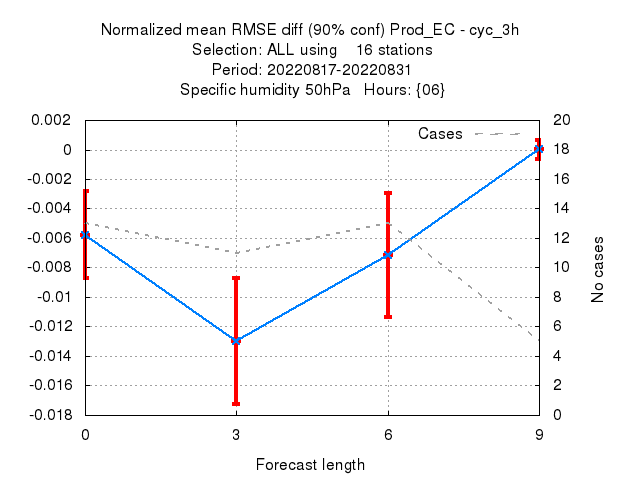 Normalized mean RMSE diff (90% conf) Prod_EC - cyc_3h
Selection: ALL using    16 stations
Period: 20220817-20220831
Specific humidity 50hPa   Hours: {06}
Cases
0.002
0
-0.002
-0.004
-0.006
-0.008
-0.01
-0.012
-0.014
-0.016
-0.018
20
18
16
14
12
10
8
6
4
2
0
No cases
0 3 6 9
Forecast length